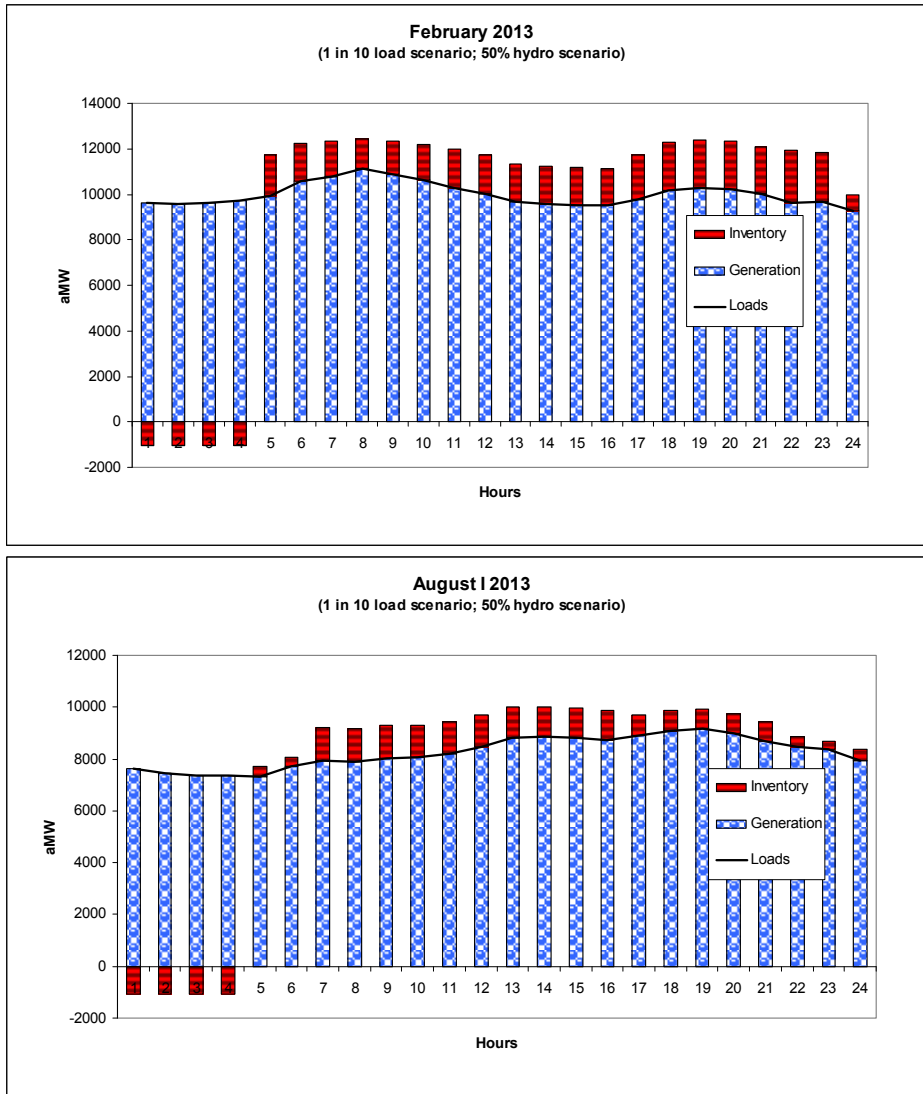 February 2013
(1 in 10 load scenario; 50% hydro scenario)
14000
12000
10000
8000
6000
4000
2000
0
-2000
aMW
Inventory
Generation
Loads
1 2 3 4 5 6 7 8 9 10 11 12 13 14 15 16 17 18 19 20 21 22 23 24
Hours
August I 2013
(1 in 10 load scenario; 50% hydro scenario)
12000
10000
8000
6000
4000
2000
0
-2000
aMW
Inventory
Generation
Loads
1 2 3 4 5 6 7 8 9 10 11 12 13 14 15 16 17 18 19 20 21 22 23 24
Hours